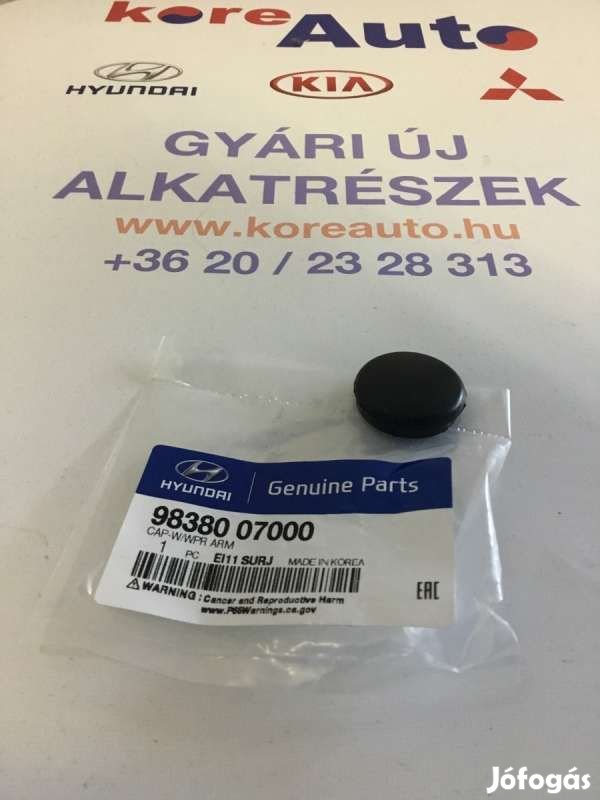 koreAuto
HYUNDAI
KIA
GYÁRI ÚJ
ALKATRÉSZEK
www.koreauto.hu
+36 20 / 23 28 313
HYUNDAI
Genuine Parts
98380 07000
CAP-W/WPR ARM
1 PC EI11 SURJ MADE IN KOREA
WARNING: Cancer and Reproductive Harm
www.P65Warnings.ca.gov
EAC
Jófogás